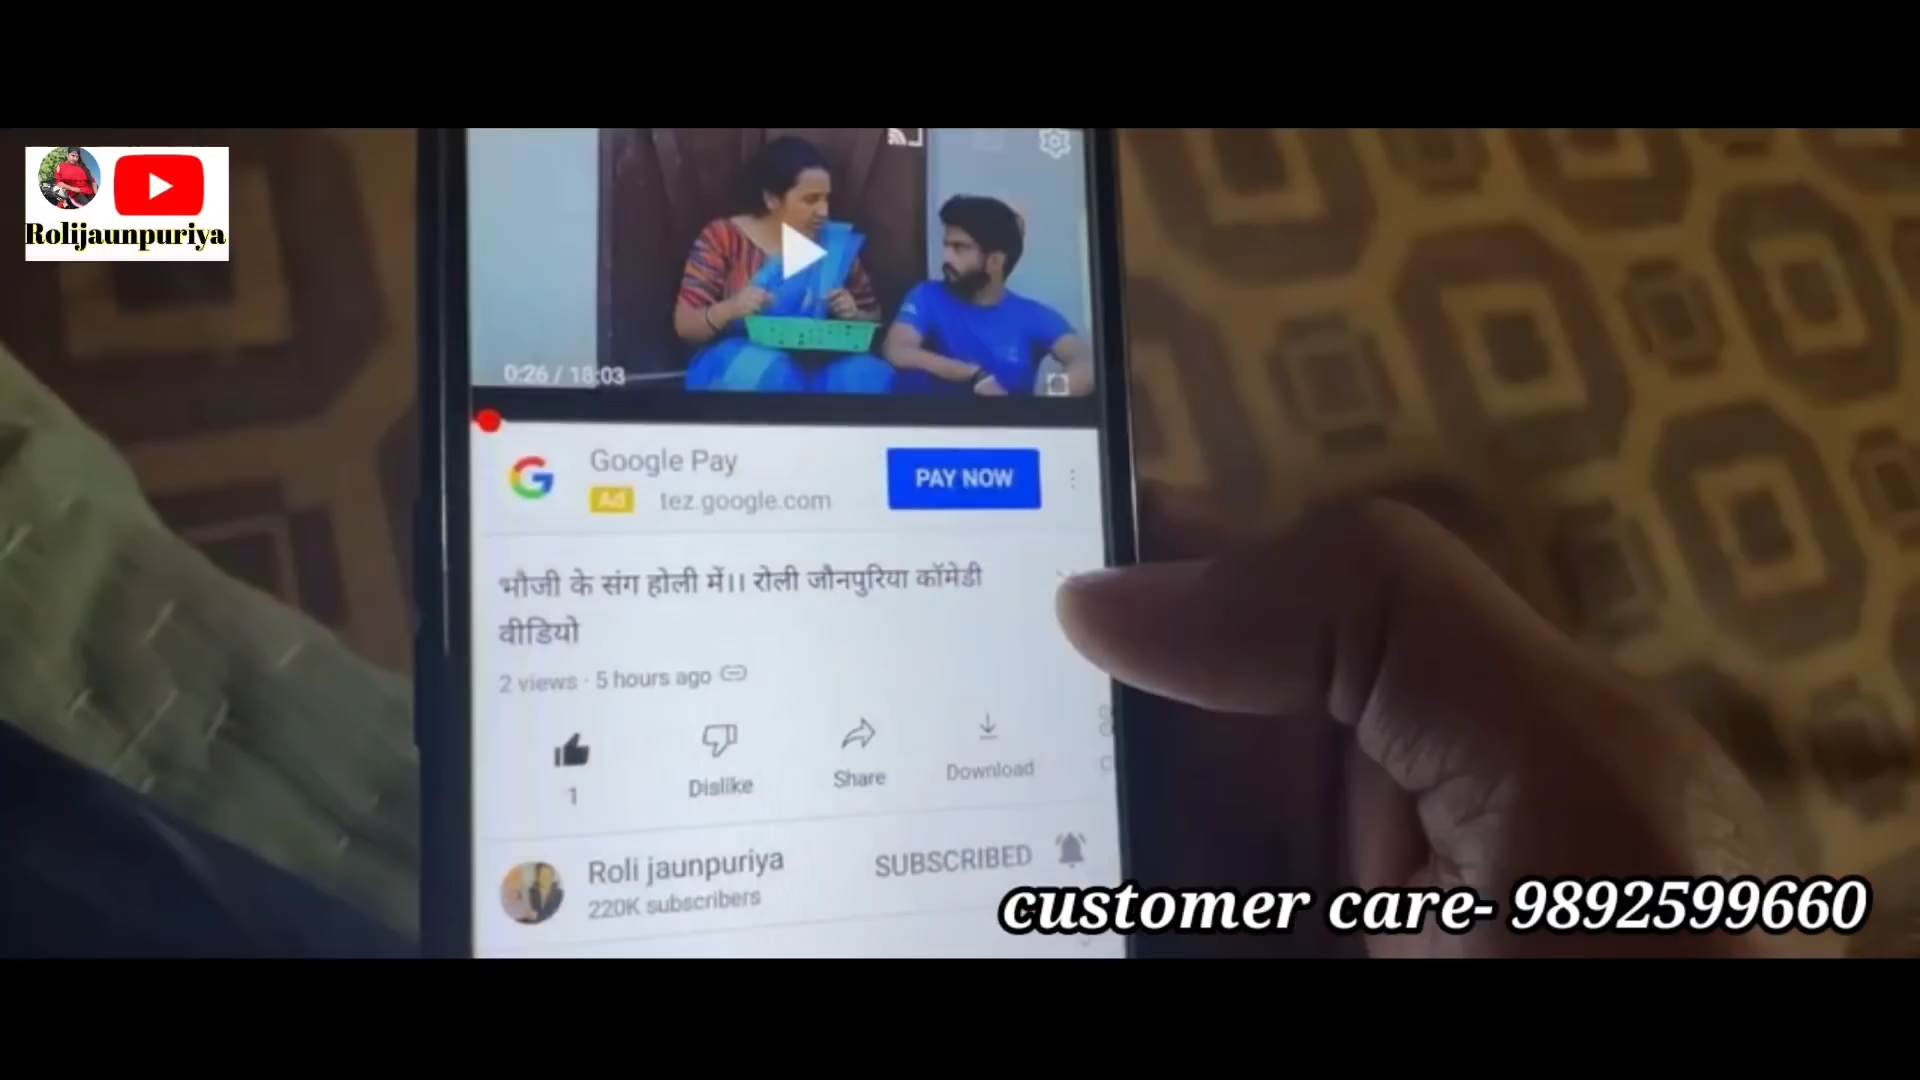 Rolijaunpuriya
0:26 / 18:03
Google Pay
PAY NOW
Ad tez.google.com
भौजी के संग होली में।। रोली जौनपुरिया कॉमेडी
वीडियो
2 views · 5 hours ago
1
Dislike
Share
Download
Roli jaunpuriya
SUBSCRIBED
220K subscribers
customer care- 9892599660